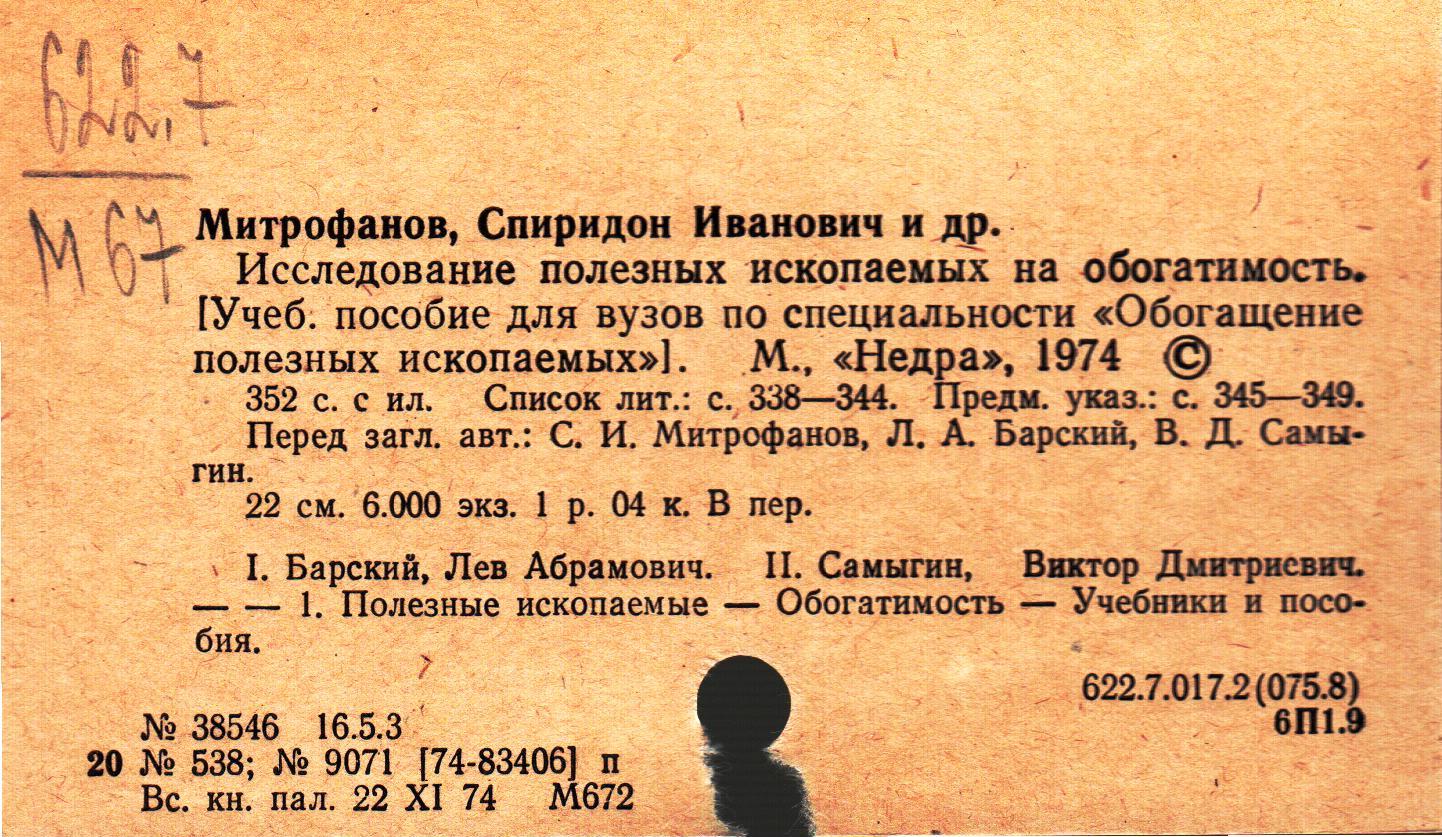 622.7
М67
Митрофанов, Спиридон Иванович и др.
Исследование полезных ископаемых на обогатимость.
[Учеб. пособие для вузов по специальности «Обогащение
полезных ископаемых»]. М., «Недра», 1974 ©
352 с. с ил. Список лит.: с. 338—344. Предм. указ.: с. 345—349.
Перед загл. авт.: С. И. Митрофанов, Л. А. Барский, В. Д. Самы-
гин.
22 см. 6.000 экз. 1 р. 04 к. В пер.
I. Барский, Лев Абрамович. II. Самыгин, Виктор Дмитриевич.
— — 1. Полезные ископаемые — Обогатимость — Учебники и посо-
бия.
622.7.017.2(075.8)
6П1.9
№ 38546 16.5.3
20 № 538; № 9071 [74-83406] п
Вс. кн. пал. 22 XI 74 М672